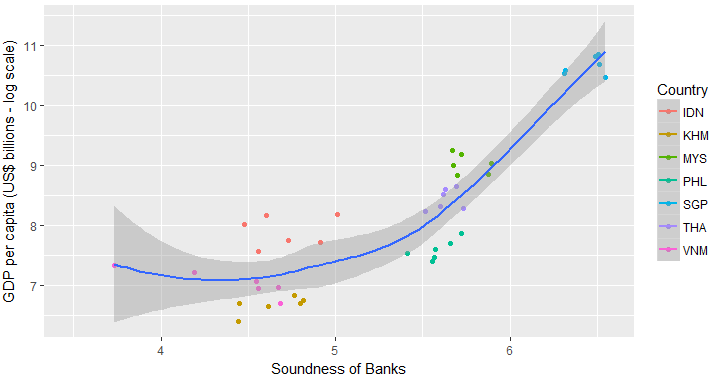 GDP per capita (US$ billions - log scale)
11
10
9
8
7
4 5 6
Soundness of Banks
Country
IDN
KHM
MYS
PHL
SGP
THA
VNM